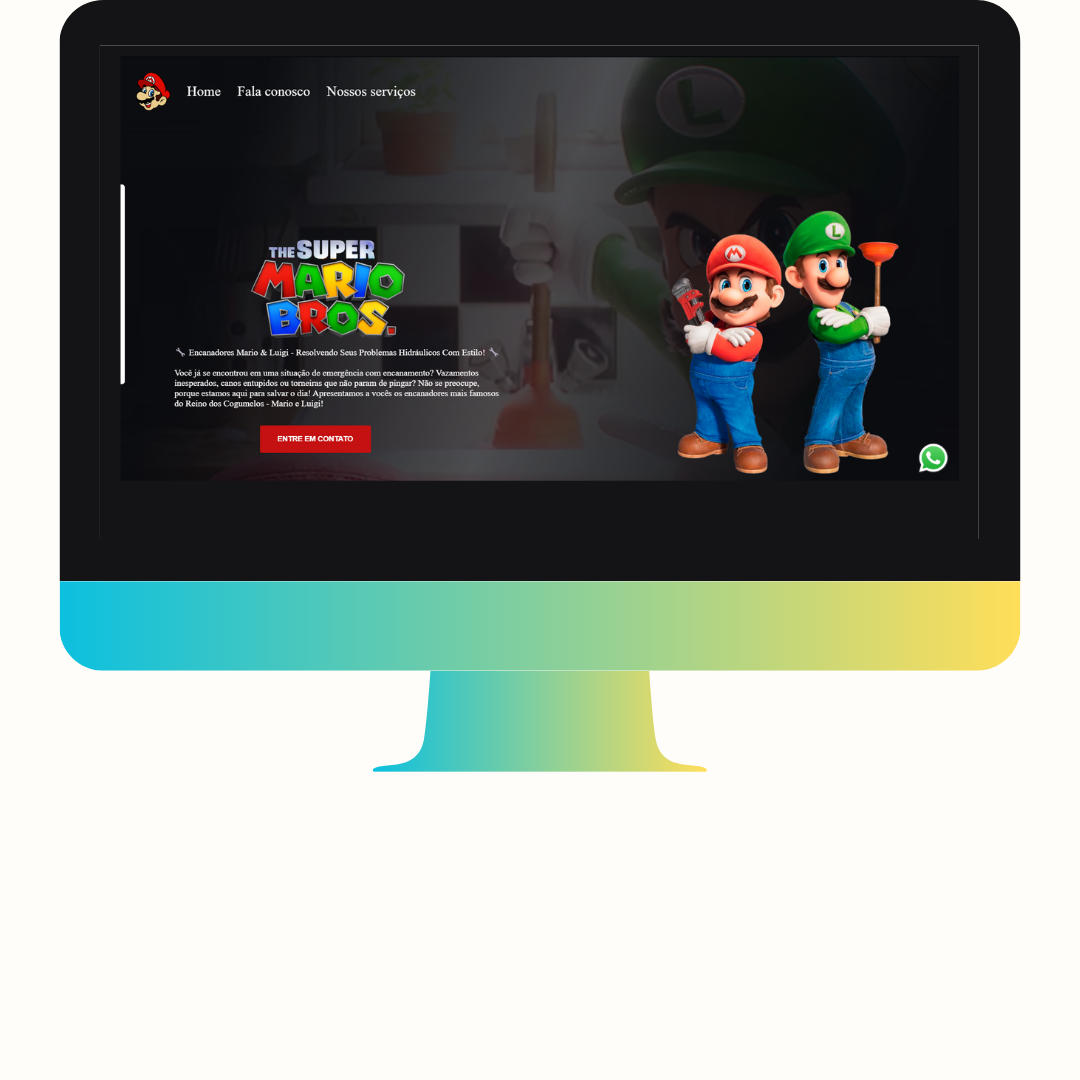 Home Fala conosco Nossos serviços
THE SUPER
MARIO
BROS.
🔧 Encanadores Mario & Luigi - Resolvendo Seus Problemas Hidráulicos Com Estilo! 🔧
Você já se encontrou em uma situação de emergência com encanamento? Vazamentos
inesperados, canos entupidos ou torneiras que não param de pingar? Não se preocupe,
porque estamos aqui para salvar o dia! Apresentamos a vocês os encanadores mais famosos
do Reino dos Cogumelos - Mario e Luigi!
ENTRE EM CONTATO
L
M
L